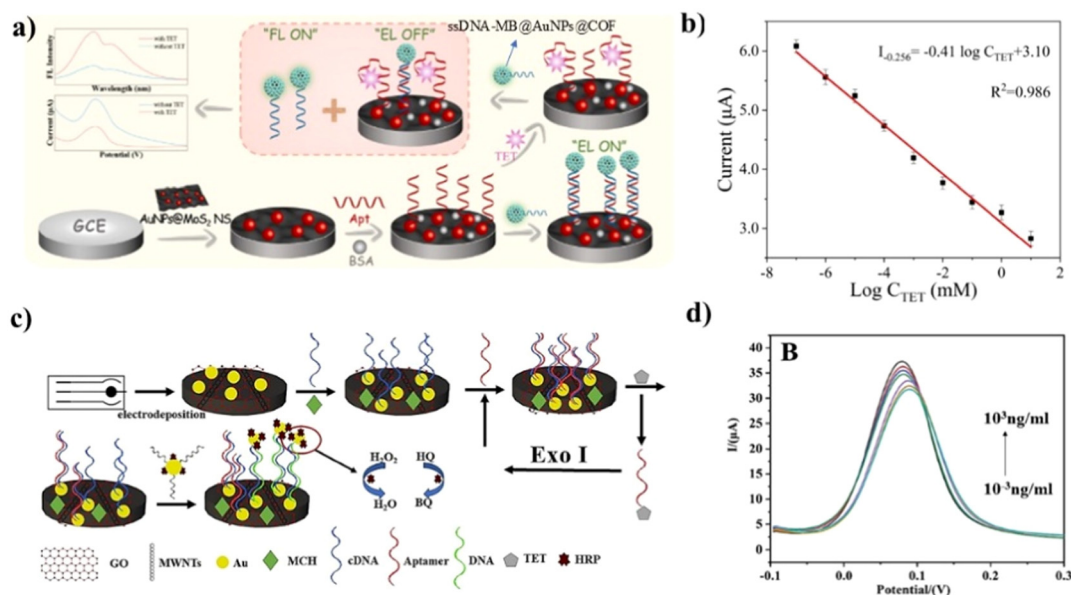 a)
with TET
without TET
FL Intensity
Wavelength (nm)
without TET
with TET
Current (μA)
Potential (V)
"FL ON"
"EL OFF"
ssDNA-MB@AuNPs@COF
TET
"EL ON"
GCE
AuNPs@MoS₂ NS
Apt
BSA
b)
I₋₀.₂₅₆= -0.41 log C_TET+3.10
R²=0.986
Current (μA)
6.0
5.0
4.0
3.0
-8 -6 -4 -2 0 2
Log C_TET (mM)
c)
electrodeposition
H₂O₂ HQ
H₂O BQ
Exo I
GO MWNTs Au MCH cDNA Aptamer DNA TET HRP
d)
B
I/(μA)
40
35
30
25
20
15
10
5
0
10³ng/ml
10⁻³ng/ml
-0.1 0.0 0.1 0.2 0.3
Potential/(V)